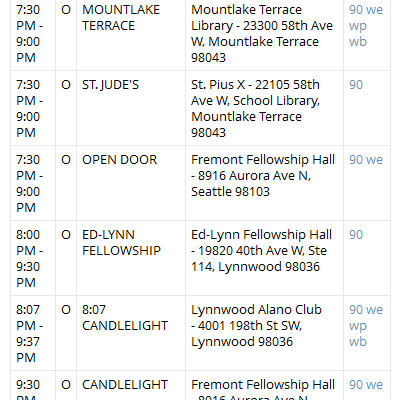 7:30 PM - 9:00 PM O MOUNTLAKE TERRACE Mountlake Terrace Library - 23300 58th Ave W, Mountlake Terrace 98043 90 we wp wb
7:30 PM - 9:00 PM O ST. JUDE'S St. Pius X - 22105 58th Ave W, School Library, Mountlake Terrace 98043 90
7:30 PM - 9:00 PM O OPEN DOOR Fremont Fellowship Hall - 8916 Aurora Ave N, Seattle 98103 90 we
8:00 PM - 9:30 PM O ED-LYNN FELLOWSHIP Ed-Lynn Fellowship Hall - 19820 40th Ave W, Ste 114, Lynnwood 98036 90
8:07 PM - 9:37 PM O 8:07 CANDLELIGHT Lynnwood Alano Club - 4001 198th St SW, Lynnwood 98036 90 we wp wb
9:30 PM O CANDLELIGHT Fremont Fellowship Hall - 8916 Aurora Ave N, 90 we